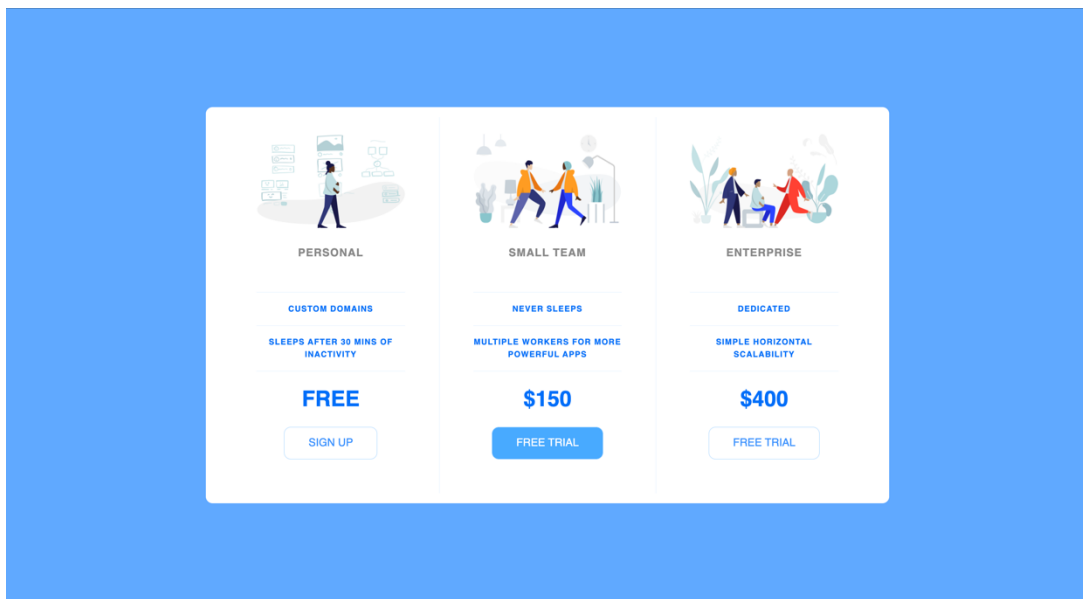 PERSONAL
CUSTOM DOMAINS
SLEEPS AFTER 30 MINS OF
INACTIVITY
FREE
SIGN UP
SMALL TEAM
NEVER SLEEPS
MULTIPLE WORKERS FOR MORE
POWERFUL APPS
$150
FREE TRIAL
ENTERPRISE
DEDICATED
SIMPLE HORIZONTAL
SCALABILITY
$400
FREE TRIAL